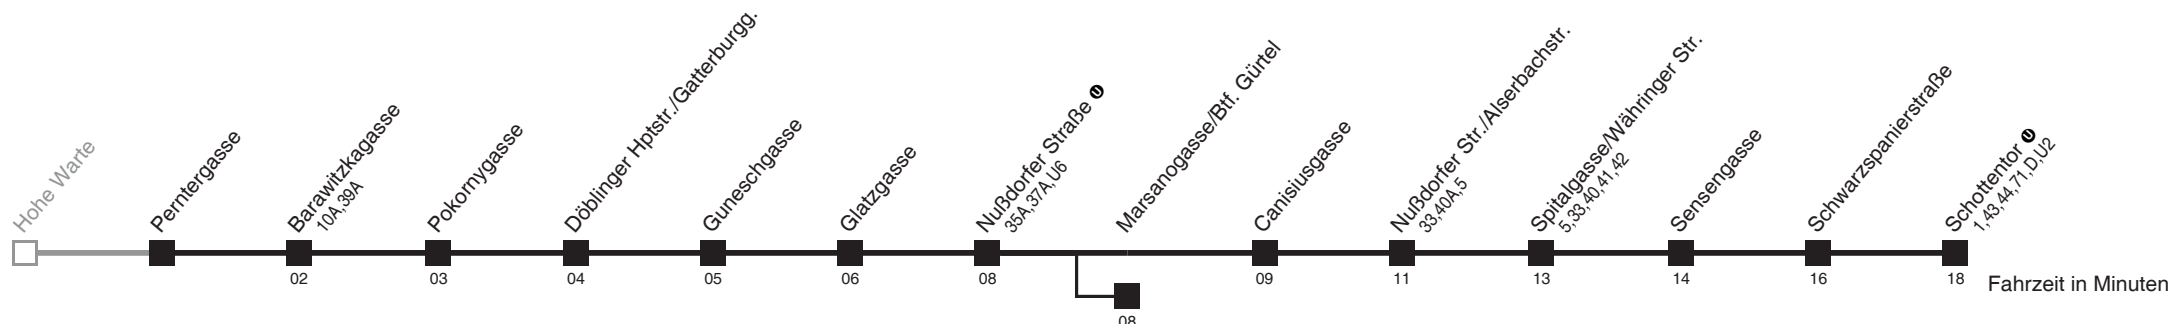 Hohe Warte
Perntergasse
Barawitzkagasse
10A,39A
02
Pokornygasse
03
Döblinger Hptstr./Gatterburgg.
04
Guneschgasse
05
Glatzgasse
06
Nußdorfer Straße U
35A,37A,U6
08
Marsanogasse/Btf. Gürtel
08
Canisiusgasse
09
Nußdorfer Str./Alserbachstr.
33,40A,5
11
Spitalgasse/Währinger Str.
5,33,40,41,42
13
Sensengasse
14
Schwarzspanierstraße
16
Schottentor U
1,43,44,71,D,U2
18
Fahrzeit in Minuten